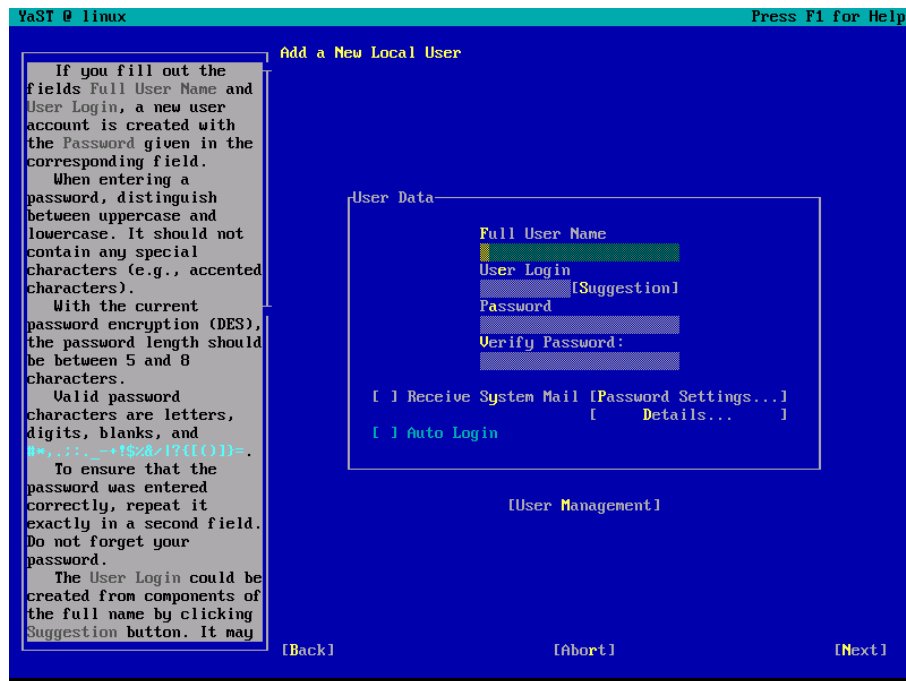 YaST @ linux
Press F1 for Help
If you fill out the
fields Full User Name and
User Login, a new user
account is created with
the Password given in the
corresponding field.
When entering a
password, distinguish
between uppercase and
lowercase. It should not
contain any special
characters (e.g., accented
characters).
With the current
password encryption (DES),
the password length should
be between 5 and 8
characters.
Valid password
characters are letters,
digits, blanks, and
#*,.;:._-+!$%&/|?{[()]}=.
To ensure that the
password was entered
correctly, repeat it
exactly in a second field.
Do not forget your
password.
The User Login could be
created from components of
the full name by clicking
Suggestion button. It may
Add a New Local User
User Data
Full User Name
User Login
[Suggestion]
Password
Verify Password:
[ ] Receive System Mail [Password Settings...]
[ Details... ]
[ ] Auto Login
[User Management]
[Back] [Abort] [Next]